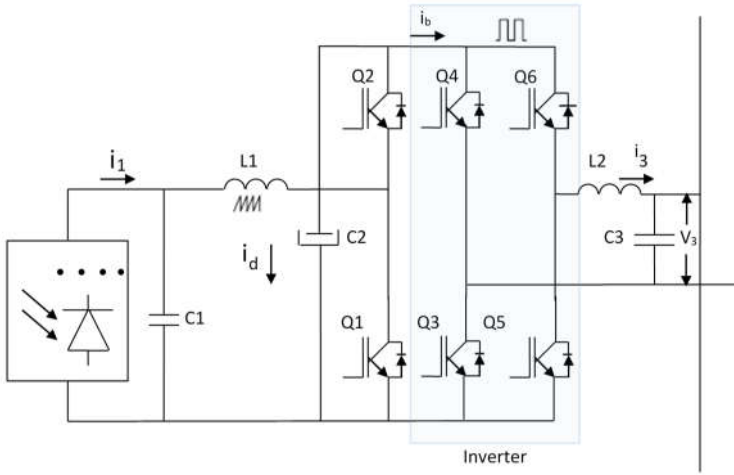 i_b
Q2
Q4
Q6
i_1
L1
L2
i_3
C2
C3
V_3
i_d
C1
Q1
Q3
Q5
Inverter